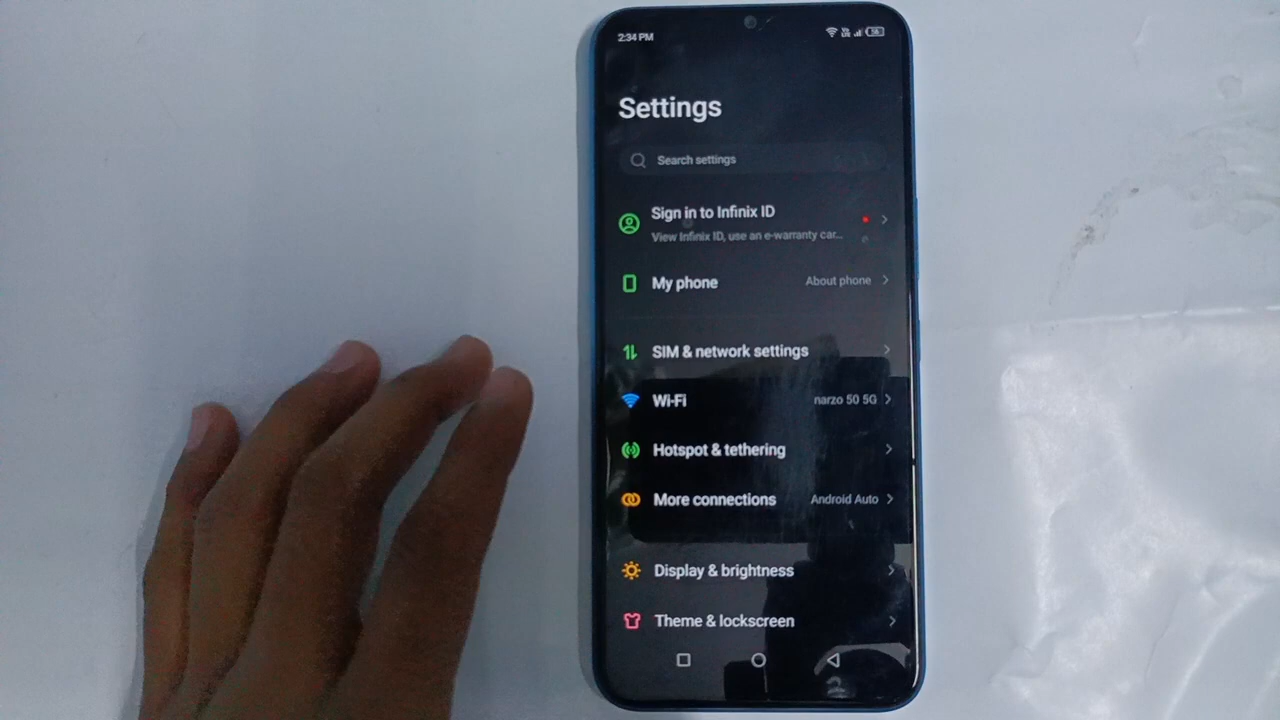 2:34 PM
58
Settings
Search settings
Sign in to Infinix ID
View Infinix ID, use an e-warranty car...
My phone
About phone
SIM & network settings
Wi-Fi
narzo 50 5G
Hotspot & tethering
More connections
Android Auto
Display & brightness
Theme & lockscreen